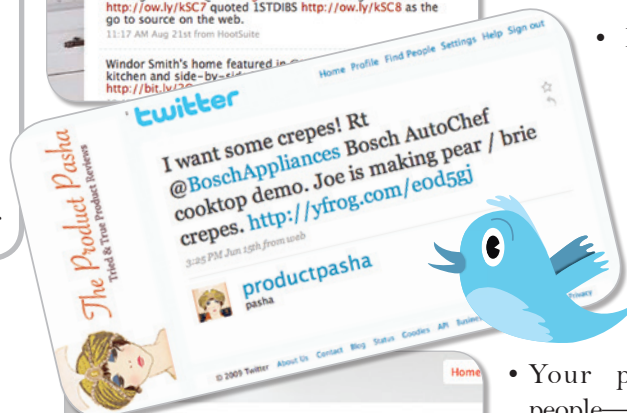 http://ow.ly/kSC7 quoted 1STDIBS http://ow.ly/kSC8 as the
go to source on the web.
11:17 AM Aug 21st from HootSuite
Windor Smith's home featured in
kitchen and side-by-
http://bit.ly/
Home Profile Find People Settings Help Sign out
twitter
The Product Pasha
Tried & True Product Reviews
I want some crepes! Rt
@BoschAppliances Bosch AutoChef
cooktop demo. Joe is making pear / brie
crepes. http://yfrog.com/e0d5gj
3:25 PM Jun 15th from web
productpasha
pasha
© 2009 Twitter About Us Contact Blog Status Goodies API Business Privacy
Home
• Your p
people—